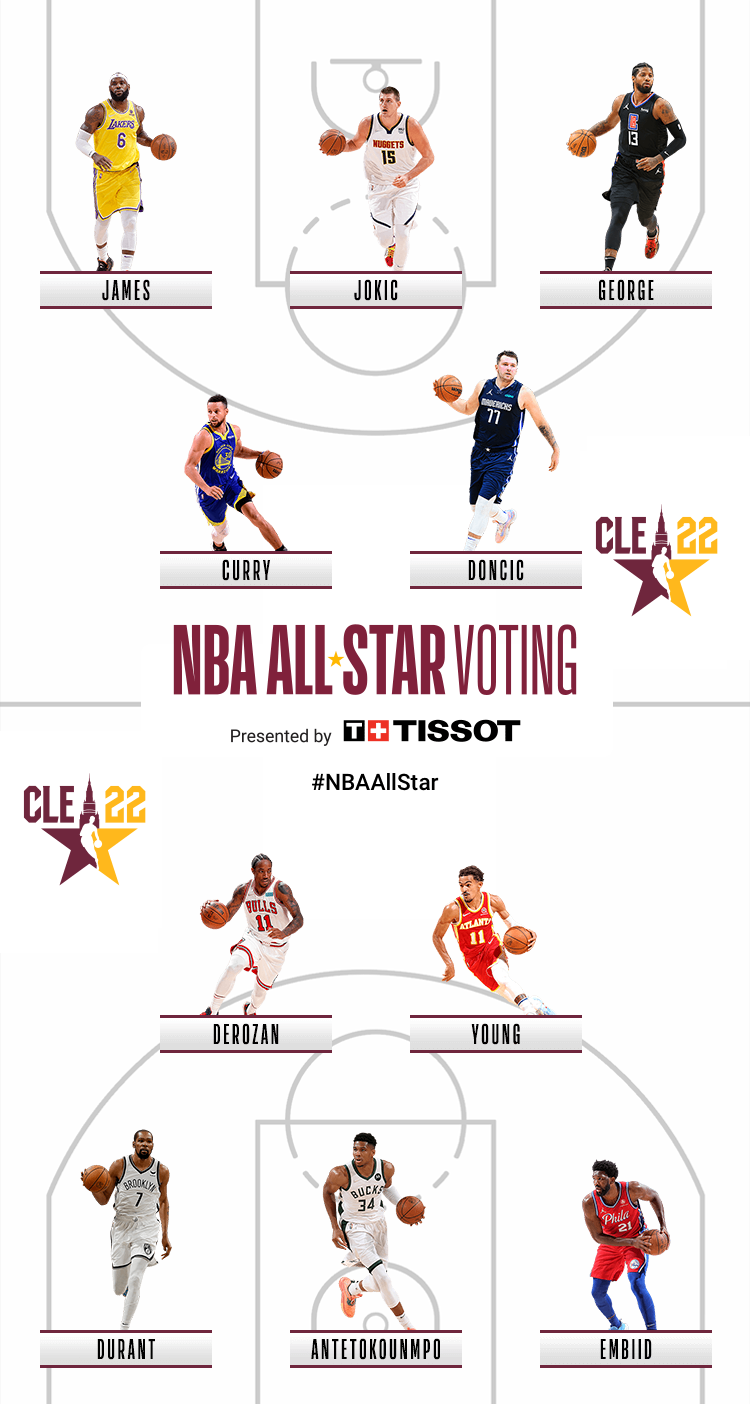 LAKERS
6
NUGGETS
15
13
JAMES
JOKIC
GEORGE
MAVERICKS
77
30
CURRY
DONCIC
CLE 22
NBA ALL STAR VOTING
Presented by T+ TISSOT
#NBAAllStar
CLE 22
BULLS
11
ATLANTA
11
DEROZAN
YOUNG
BROOKLYN
7
BUCKS
34
Phila
21
DURANT
ANTETOKOUNMPO
EMBIID